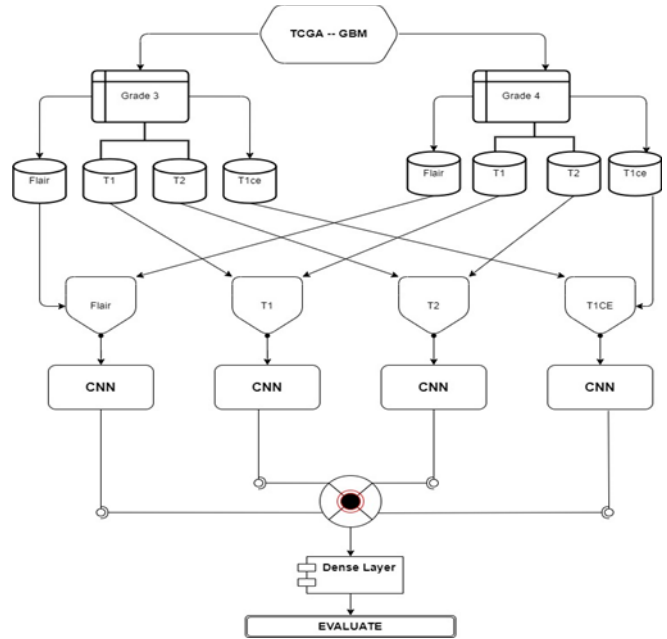 TCGA -- GBM
Grade 3
Grade 4
Flair
T1
T2
T1ce
Flair
T1
T2
T1ce
Flair
T1
T2
T1CE
CNN
CNN
CNN
CNN
Dense Layer
EVALUATE